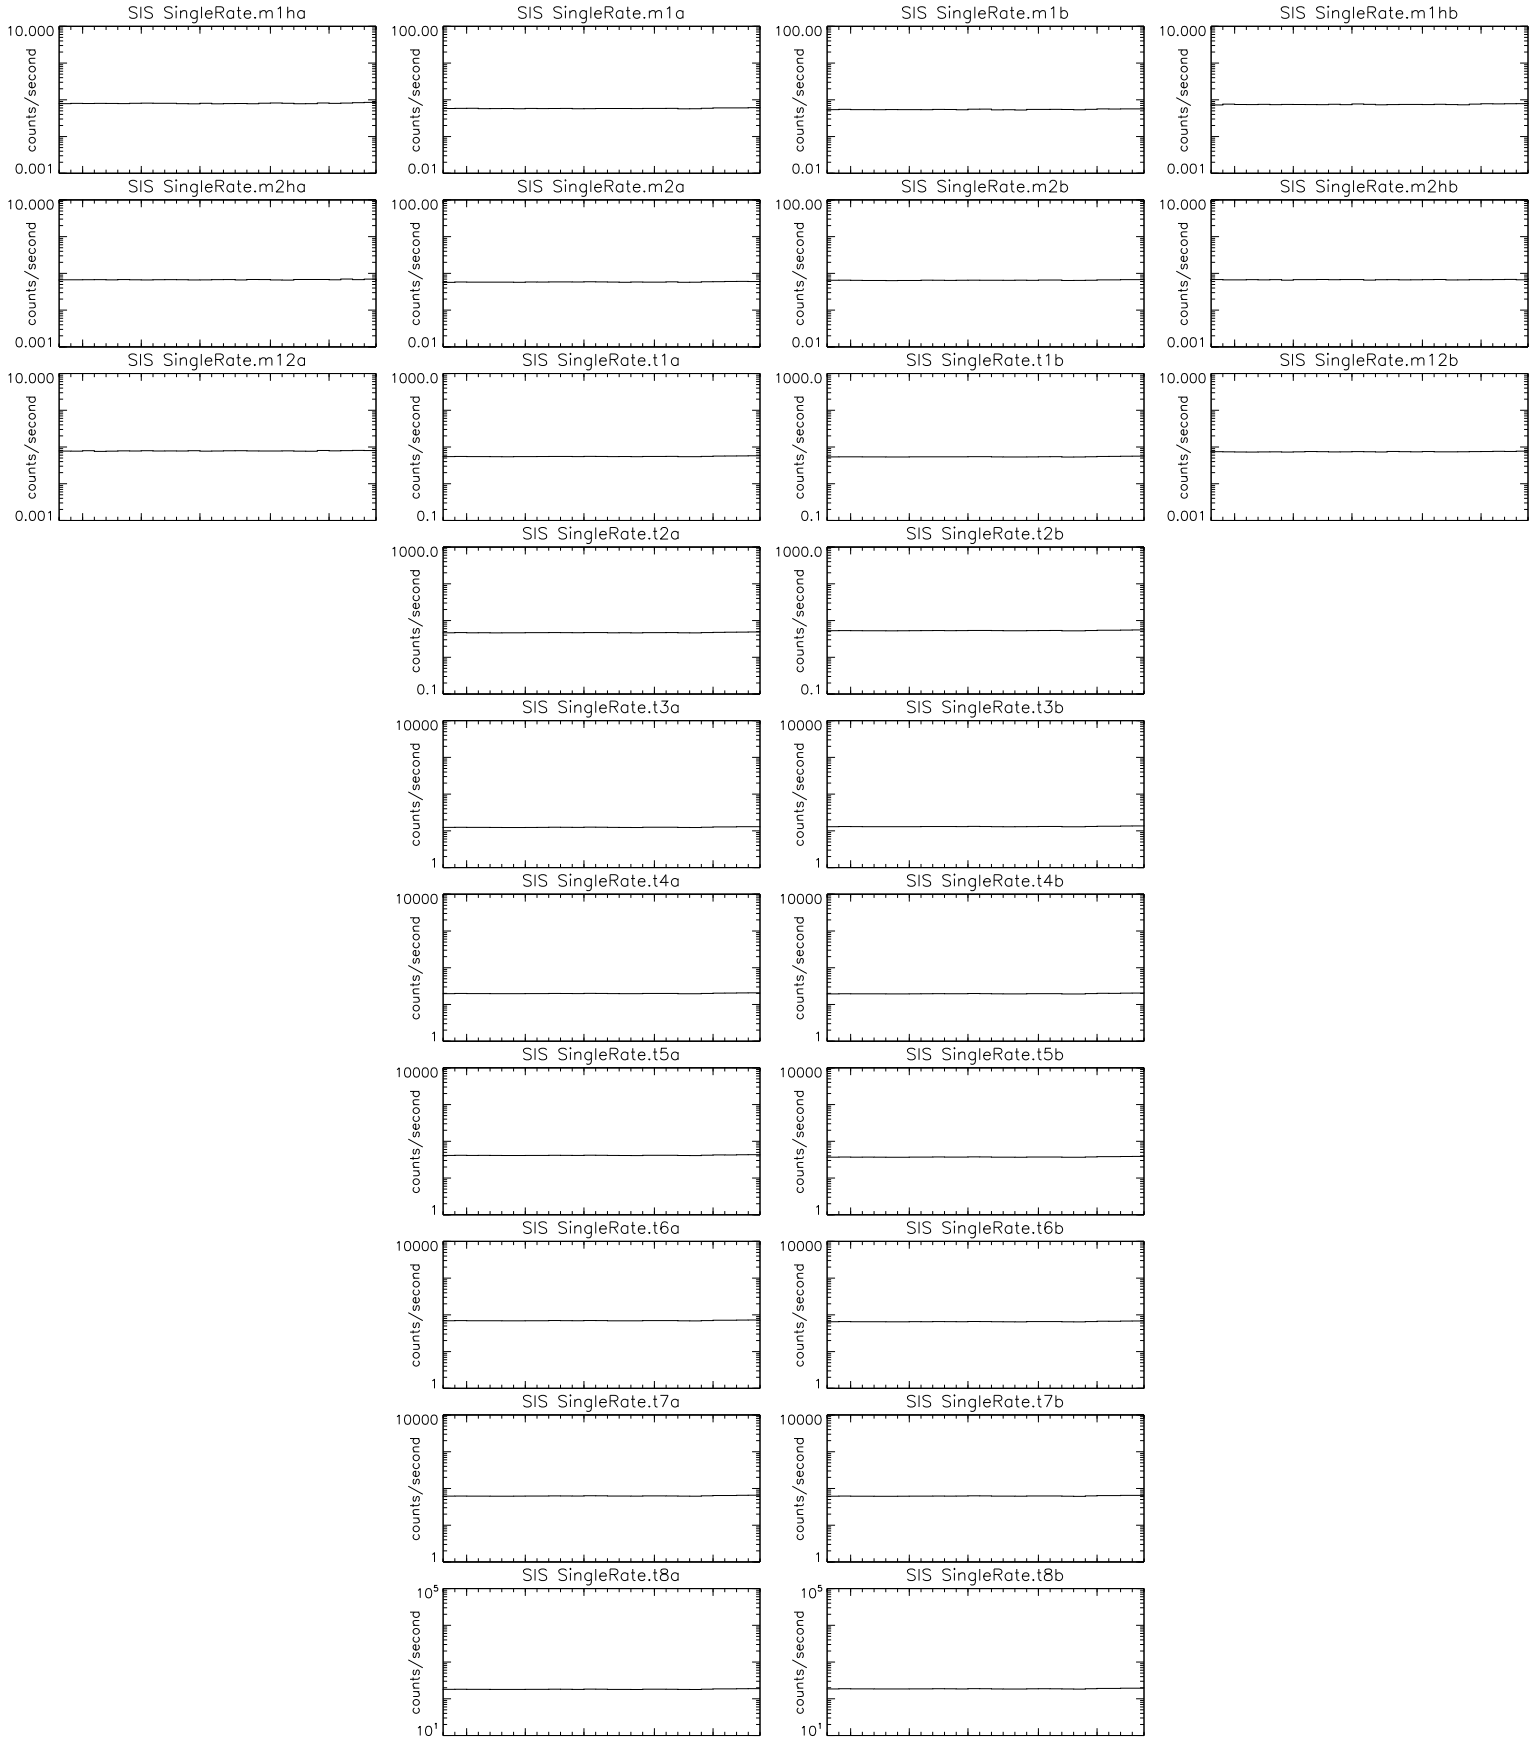 SIS SingleRate.m1ha
10.000
counts/second
0.001
SIS SingleRate.m1a
100.00
counts/second
0.01
SIS SingleRate.m1b
100.00
counts/second
0.01
SIS SingleRate.m1hb
10.000
counts/second
0.001
SIS SingleRate.m2ha
10.000
counts/second
0.001
SIS SingleRate.m2a
100.00
counts/second
0.01
SIS SingleRate.m2b
100.00
counts/second
0.01
SIS SingleRate.m2hb
10.000
counts/second
0.001
SIS SingleRate.m12a
10.000
counts/second
0.001
SIS SingleRate.t1a
1000.0
counts/second
0.1
SIS SingleRate.t1b
1000.0
counts/second
0.1
SIS SingleRate.m12b
10.000
counts/second
0.001
SIS SingleRate.t2a
1000.0
counts/second
0.1
SIS SingleRate.t2b
1000.0
counts/second
0.1
SIS SingleRate.t3a
10000
counts/second
1
SIS SingleRate.t3b
10000
counts/second
1
SIS SingleRate.t4a
10000
counts/second
1
SIS SingleRate.t4b
10000
counts/second
1
SIS SingleRate.t5a
10000
counts/second
1
SIS SingleRate.t5b
10000
counts/second
1
SIS SingleRate.t6a
10000
counts/second
1
SIS SingleRate.t6b
10000
counts/second
1
SIS SingleRate.t7a
10000
counts/second
1
SIS SingleRate.t7b
10000
counts/second
1
SIS SingleRate.t8a
10⁵
counts/second
10¹
SIS SingleRate.t8b
10⁵
counts/second
10¹